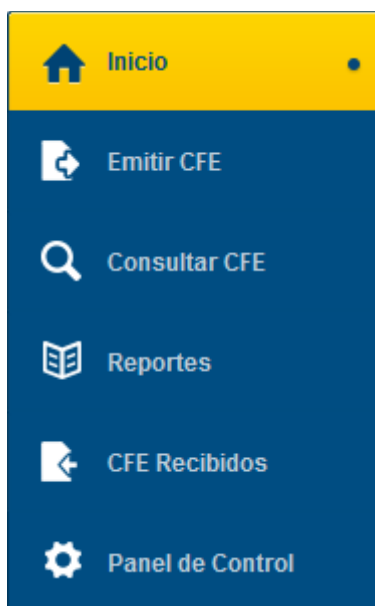 Inicio
Emitir CFE
Consultar CFE
Reportes
CFE Recibidos
Panel de Control